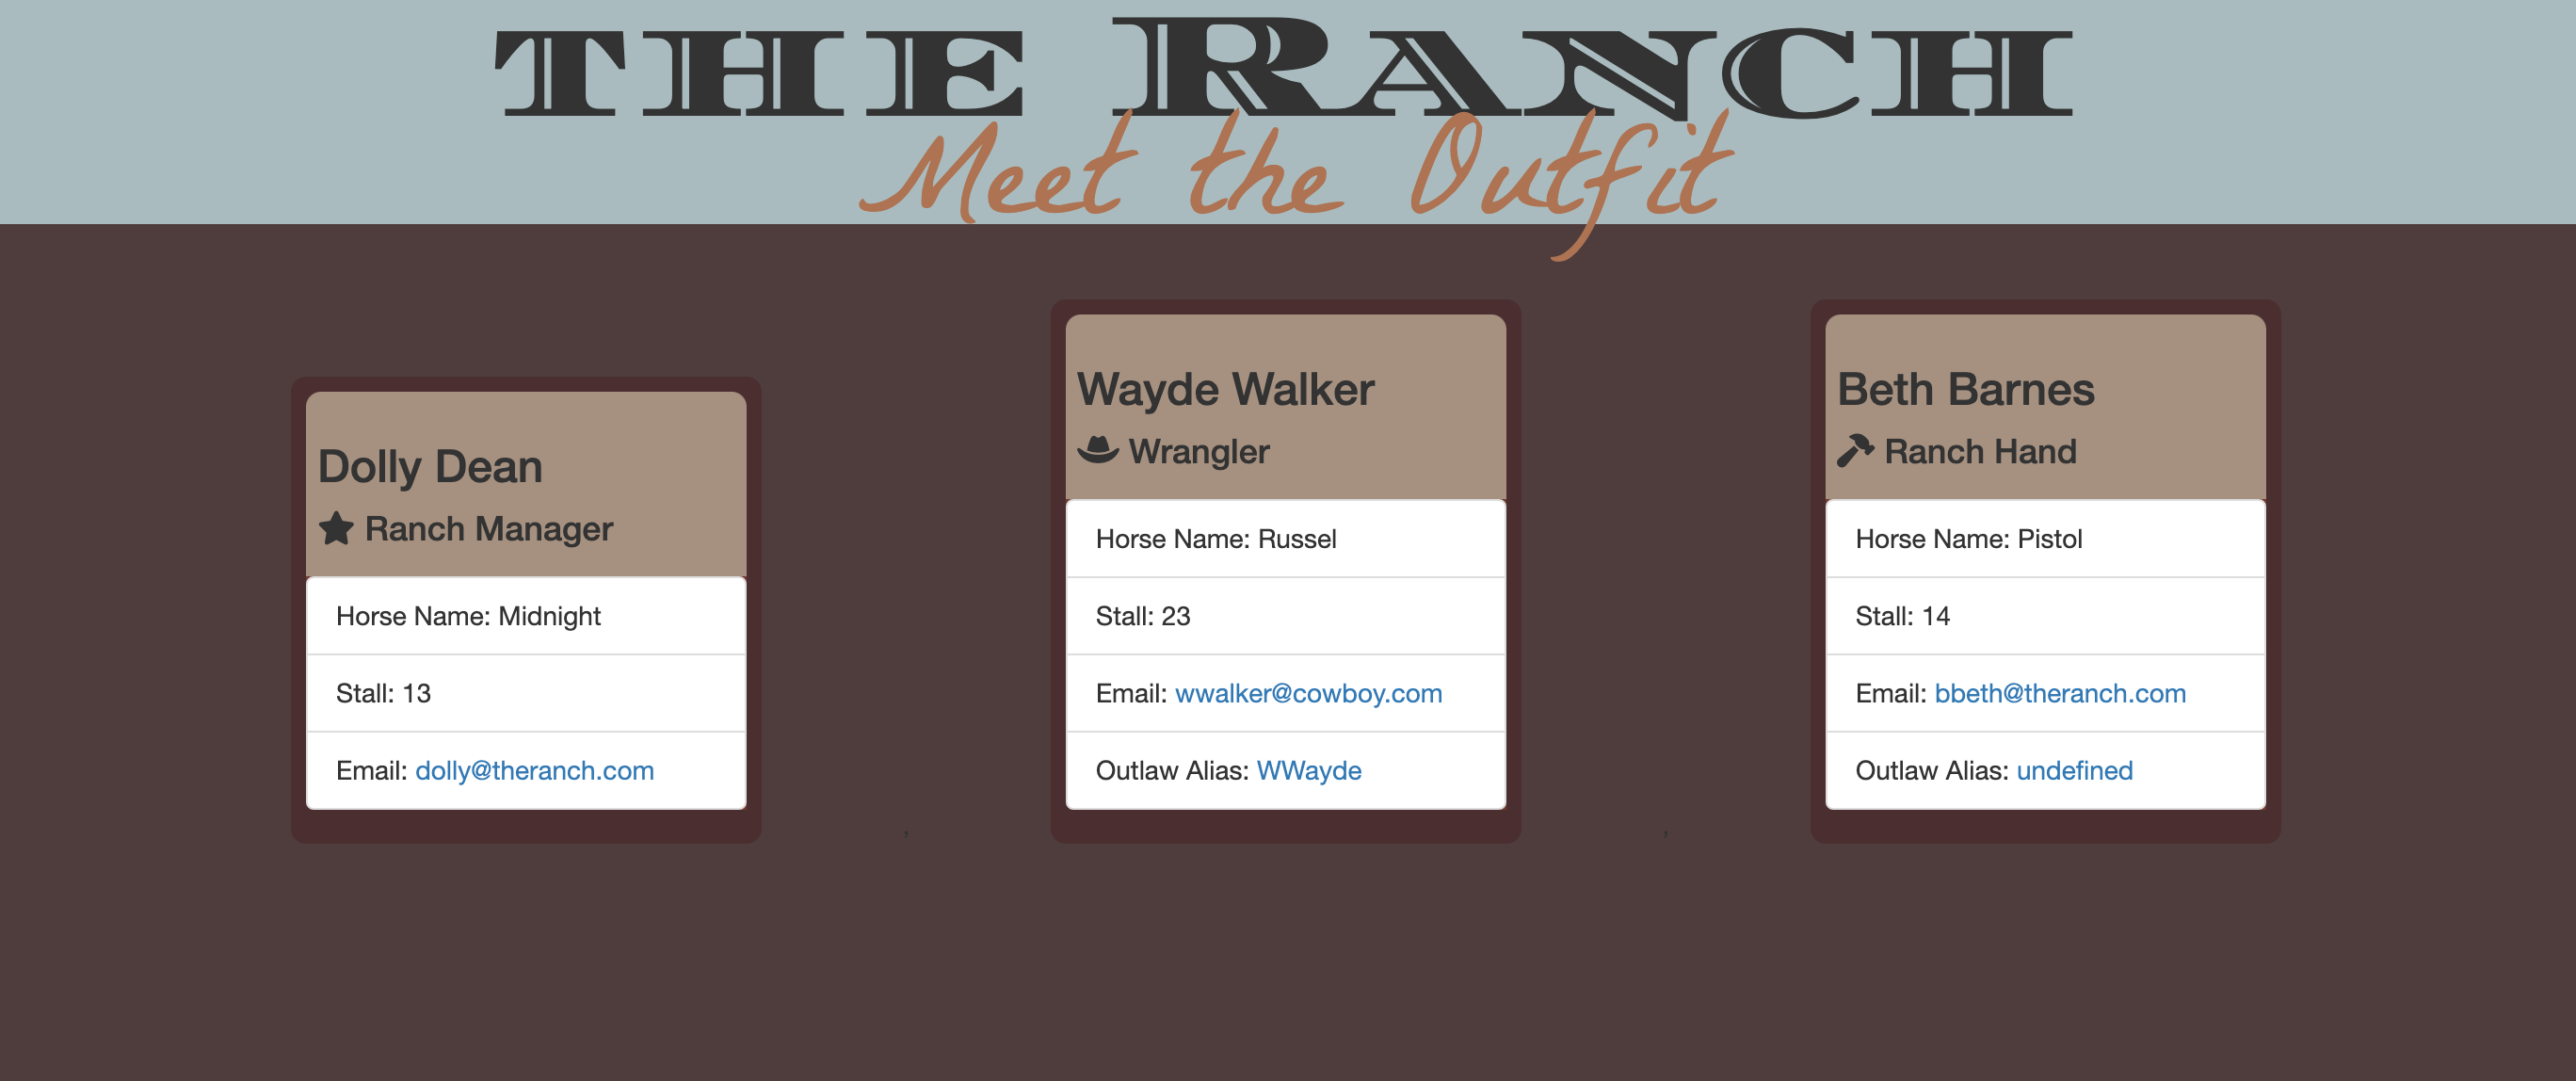 THE RANCH
Meet the Outfit
Dolly Dean
Ranch Manager
Horse Name: Midnight
Stall: 13
Email: dolly@theranch.com
,
Wayde Walker
Wrangler
Horse Name: Russel
Stall: 23
Email: wwalker@cowboy.com
Outlaw Alias: WWayde
,
Beth Barnes
Ranch Hand
Horse Name: Pistol
Stall: 14
Email: bbeth@theranch.com
Outlaw Alias: undefined